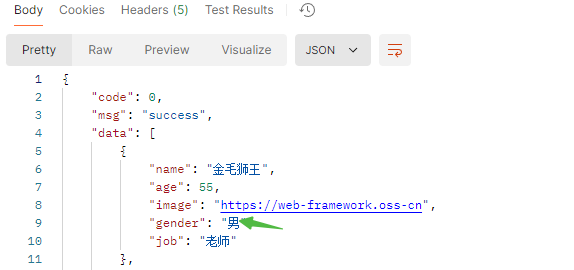 Body Cookies Headers (5) Test Results
Pretty Raw Preview Visualize JSON
1 {
2 "code": 0,
3 "msg": "success",
4 "data": [
5 {
6 "name": "金毛狮王",
7 "age": 55,
8 "image": "https://web-framework.oss-cn",
9 "gender": "男
10 "job": "老师"
11 },